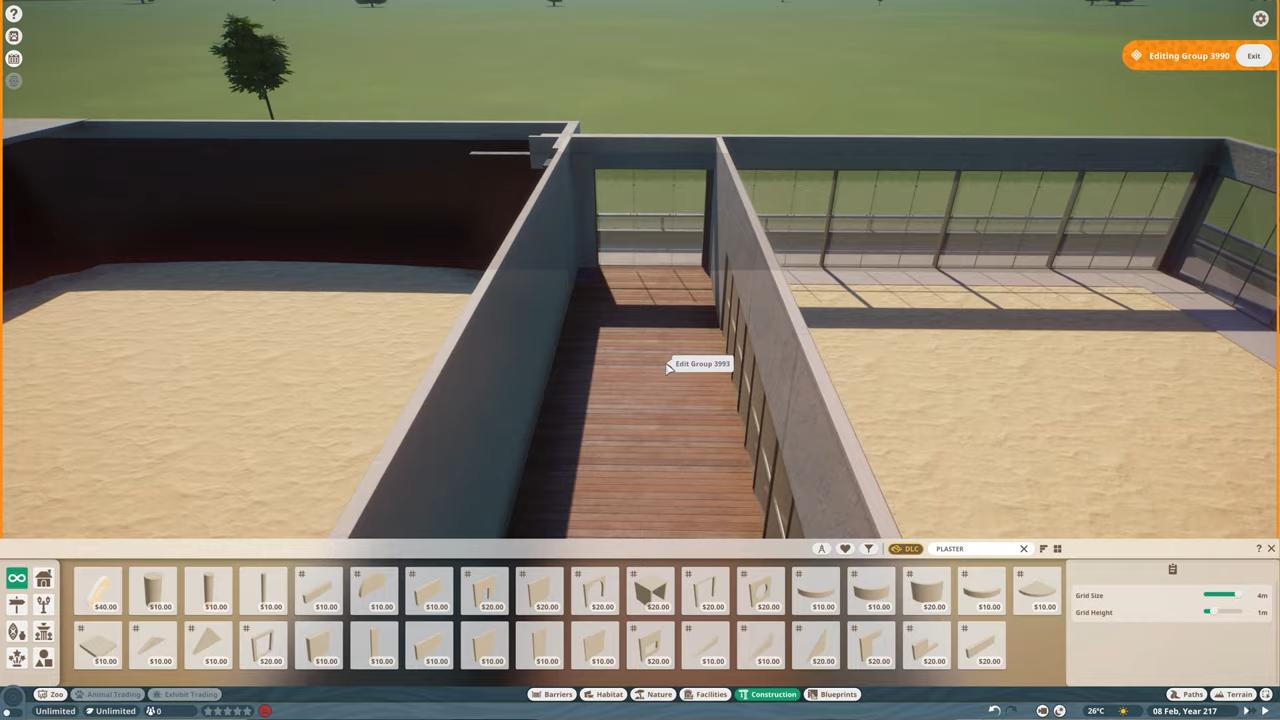 Editing Group 3990
Exit
Edit Group 3993
DLC
PLASTER
$40.00 $10.00 $10.00 $10.00 $10.00 $10.00 $10.00 $20.00 $10.00 $20.00 $20.00 $10.00 $20.00 $10.00 $10.00 $20.00 $10.00 $10.00
$10.00 $10.00 $10.00 $20.00 $10.00 $10.00 $10.00 $10.00 $10.00 $10.00 $20.00 $10.00 $10.00 $20.00 $20.00 $20.00 $20.00
Grid Size 4m
Grid Height 1m
Zoo Animal Trading Exhibit Trading Barriers Habitat Nature Facilities Construction Blueprints Paths Terrain
Unlimited Unlimited 0 26°C 08 Feb, Year 217